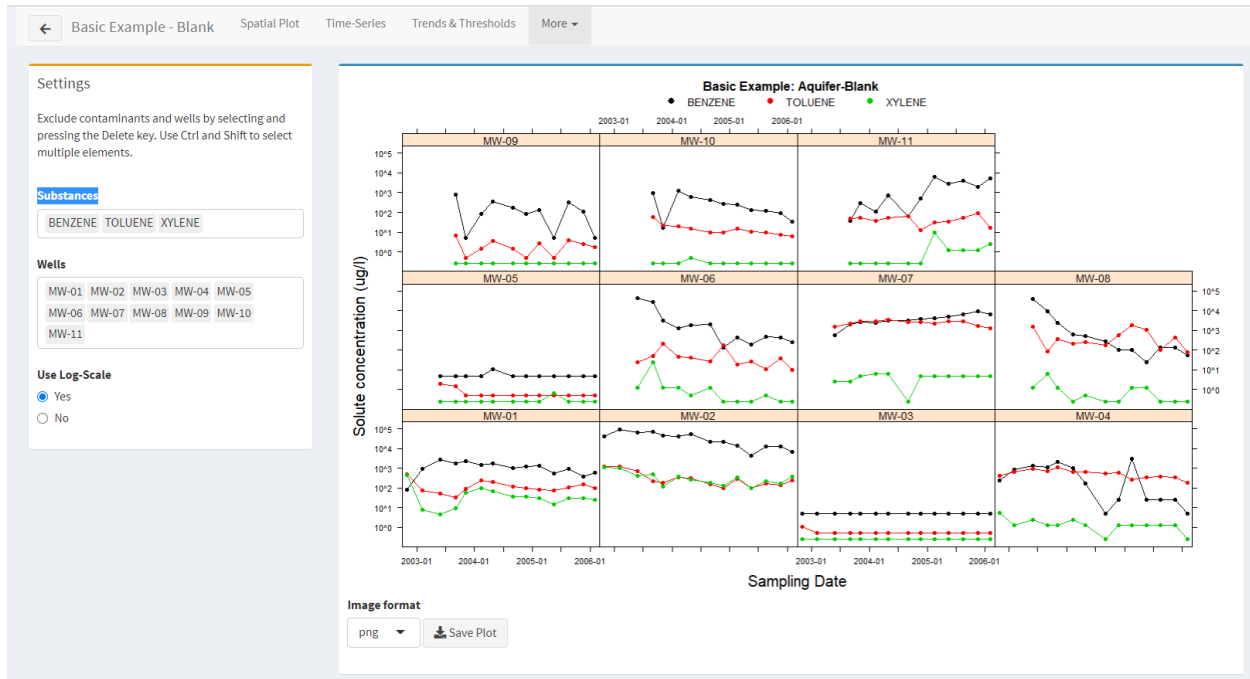 Basic Example - Blank
Spatial Plot
Time-Series
Trends & Thresholds
More
Settings
Exclude contaminants and wells by selecting and
pressing the Delete key. Use Ctrl and Shift to select
multiple elements.
Substances
BENZENE TOLUENE XYLENE
Wells
MW-01 MW-02 MW-03 MW-04 MW-05
MW-06 MW-07 MW-08 MW-09 MW-10
MW-11
Use Log-Scale
Yes
No
Basic Example: Aquifer-Blank
BENZENE TOLUENE XYLENE
2003-01 2004-01 2005-01 2006-01
MW-09 MW-10 MW-11
10^5
10^4
10^3
10^2
10^1
10^0
MW-05 MW-06 MW-07 MW-08
10^5
10^4
10^3
10^2
10^1
10^0
MW-01 MW-02 MW-03 MW-04
10^5
10^4
10^3
10^2
10^1
10^0
2003-01 2004-01 2005-01 2006-01 2003-01 2004-01 2005-01 2006-01
Solute concentration (ug/l)
Sampling Date
Image format
png
Save Plot